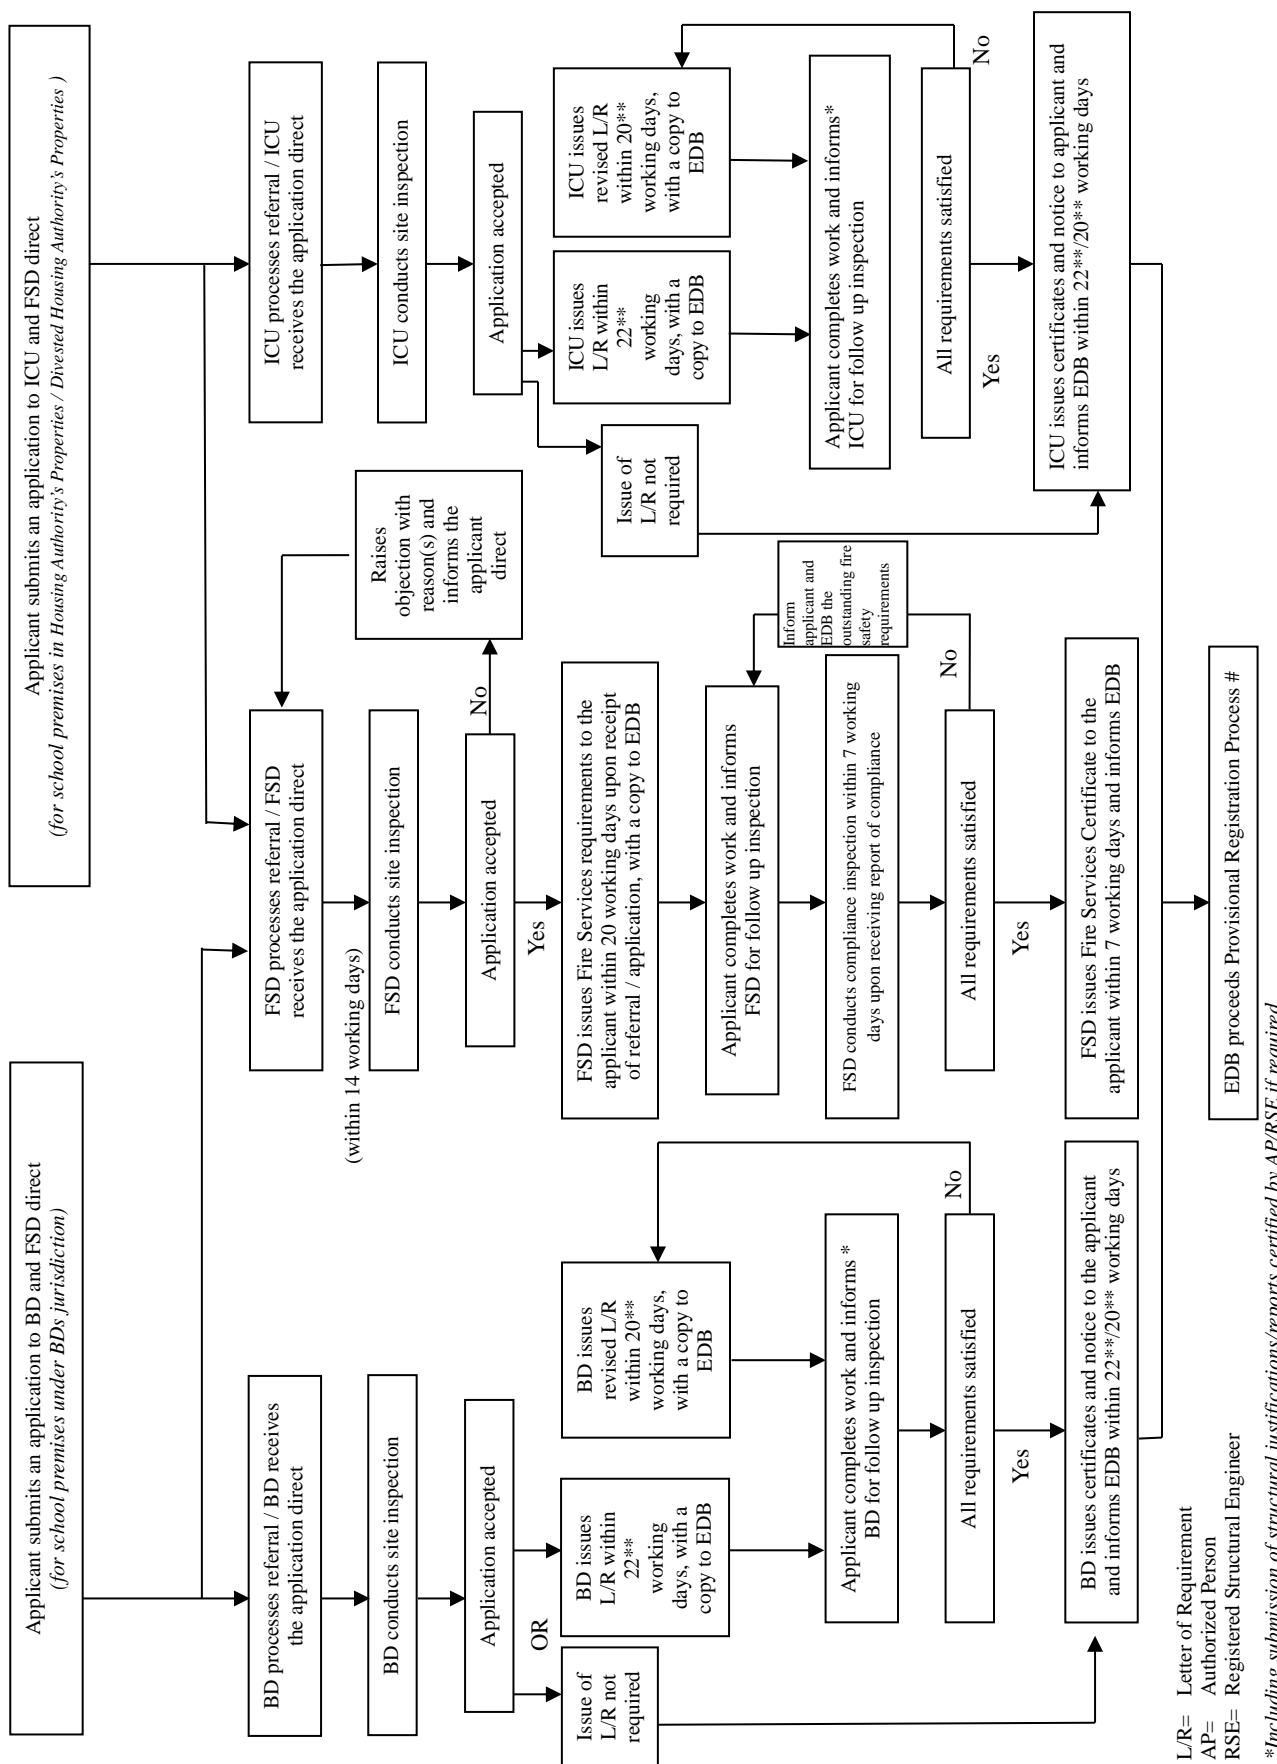 Applicant submits an application to BD and FSD direct
(for school premises under BDs jurisdiction)
Applicant submits an application to ICU and FSD direct
(for school premises in Housing Authority's Properties / Divested Housing Authority's Properties )
BD processes referral / BD receives
the application direct
BD conducts site inspection
Application accepted
OR
Issue of
L/R not
required
BD issues
L/R within
22**
working
days, with a
copy to EDB
BD issues
revised L/R
within 20**
working days,
with a copy to
EDB
Applicant completes work and informs *
BD for follow up inspection
All requirements satisfied
No
Yes
BD issues certificates and notice to the applicant
and informs EDB within 22**/20** working days
FSD processes referral / FSD
receives the application direct
(within 14 working days)
FSD conducts site inspection
Application accepted
No
Yes
Raises
objection with
reason(s) and
informs the
applicant
direct
FSD issues Fire Services requirements to the
applicant within 20 working days upon receipt
of referral / application, with a copy to EDB
Applicant completes work and informs
FSD for follow up inspection
Inform
applicant and
EDB the
outstanding fire
safety
requirements
FSD conducts compliance inspection within 7 working
days upon receiving report of compliance
All requirements satisfied
No
Yes
FSD issues Fire Services Certificate to the
applicant within 7 working days and informs EDB
ICU processes referral / ICU
receives the application direct
ICU conducts site inspection
Application accepted
Issue of
L/R not
required
ICU issues
L/R within
22**
working
days, with a
copy to EDB
ICU issues
revised L/R
within 20**
working days,
with a copy to
EDB
Applicant completes work and informs*
ICU for follow up inspection
All requirements satisfied
No
Yes
ICU issues certificates and notice to applicant and
informs EDB within 22**/20** working days
EDB proceeds Provisional Registration Process #
L/R= Letter of Requirement
AP= Authorized Person
RSE= Registered Structural Engineer
*Including submission of structural justifications/reports certified by AP/RSE if required